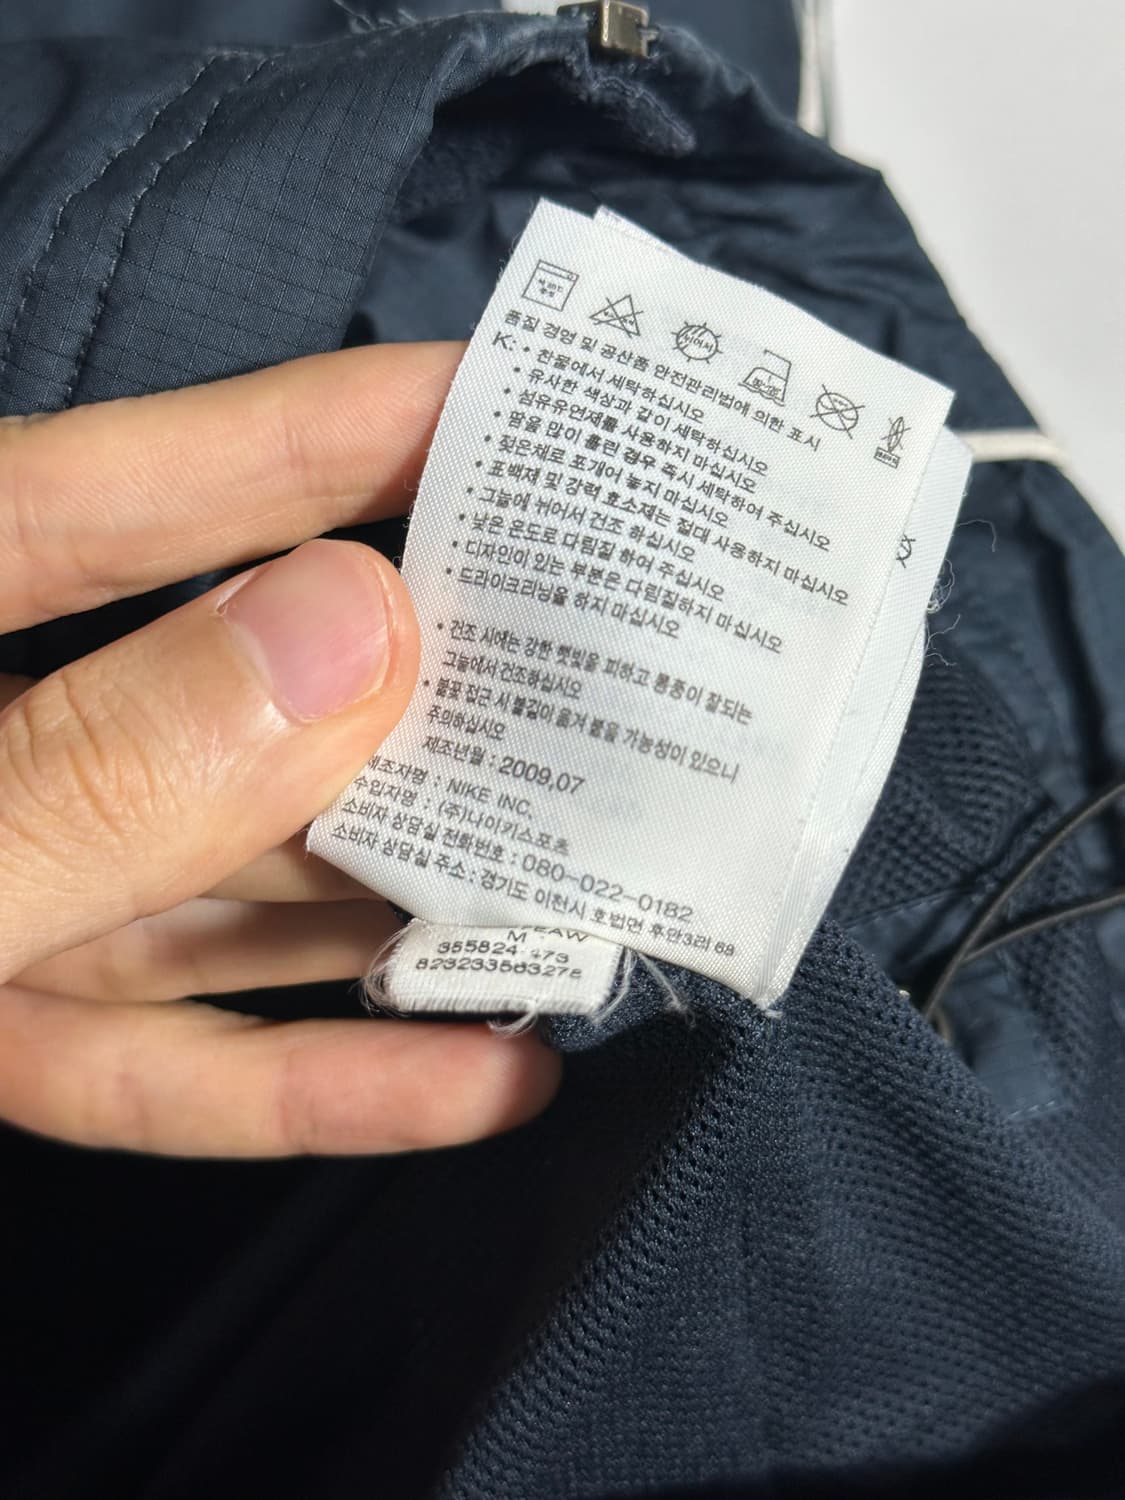 품질 경영 및 공산품 안전관리법에 의한 표시
K: • 찬물에서 세탁하십시오
• 유사한 색상과 같이 세탁하십시오
• 섬유유연제를 사용하지 마십시오
• 땀을 많이 흘린 경우 즉시 세탁하여 주십시오
• 젖은채로 포개어 놓지 마십시오
• 표백제 및 강력 효소제는 절대 사용하지 마십시오
• 그늘에 뉘어서 건조 하십시오
• 낮은 온도로 다림질 하여 주십시오
• 디자인이 있는 부분은 다림질하지 마십시오
• 드라이크리닝을 하지 마십시오
• 건조 시에는 강한 햇빛을 피하고 통풍이 잘되는
그늘에서 건조하십시오
• 불꽃 접근 시 불길이 옮겨 붙을 가능성이 있으니
주의하십시오
제조년월 : 2009,07
제조자명 : NIKE INC.
수입자명 : (주)나이키스포츠
소비자 상담실 전화번호 : 080-022-0182
소비자 상담실 주소 : 경기도 이천시 호법면 후안3리 68
M
355824 473